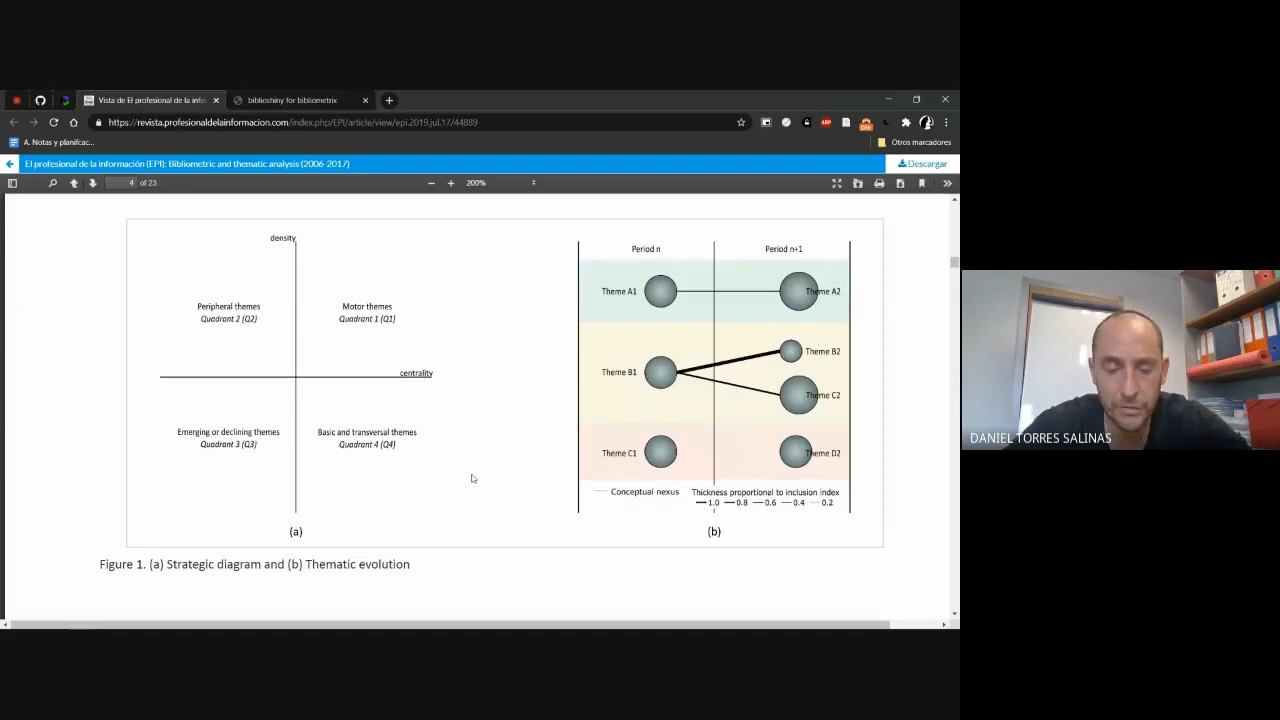 Vista de El profesional de la info
biblioshiny for bibliometrix
https://revista.profesionaldelainformacion.com/index.php/EPI/article/view/epi.2019.jul.17/44889
ABP
OFF
A. Notas y planifcac...
Otros marcadores
El profesional de la información (EPI): Bibliometric and thematic analysis (2006-2017)
Descargar
4 of 23
200%
density
Peripheral themes
Quadrant 2 (Q2)
Motor themes
Quadrant 1 (Q1)
centrality
Emerging or declining themes
Quadrant 3 (Q3)
Basic and transversal themes
Quadrant 4 (Q4)
(a)
Period n
Period n+1
Theme A1
Theme A2
Theme B1
Theme B2
Theme C2
Theme C1
Theme D2
Conceptual nexus
Thickness proportional to inclusion index
1.0 0.8 0.6 0.4 0.2
(b)
Figure 1. (a) Strategic diagram and (b) Thematic evolution
DANIEL TORRES SALINAS